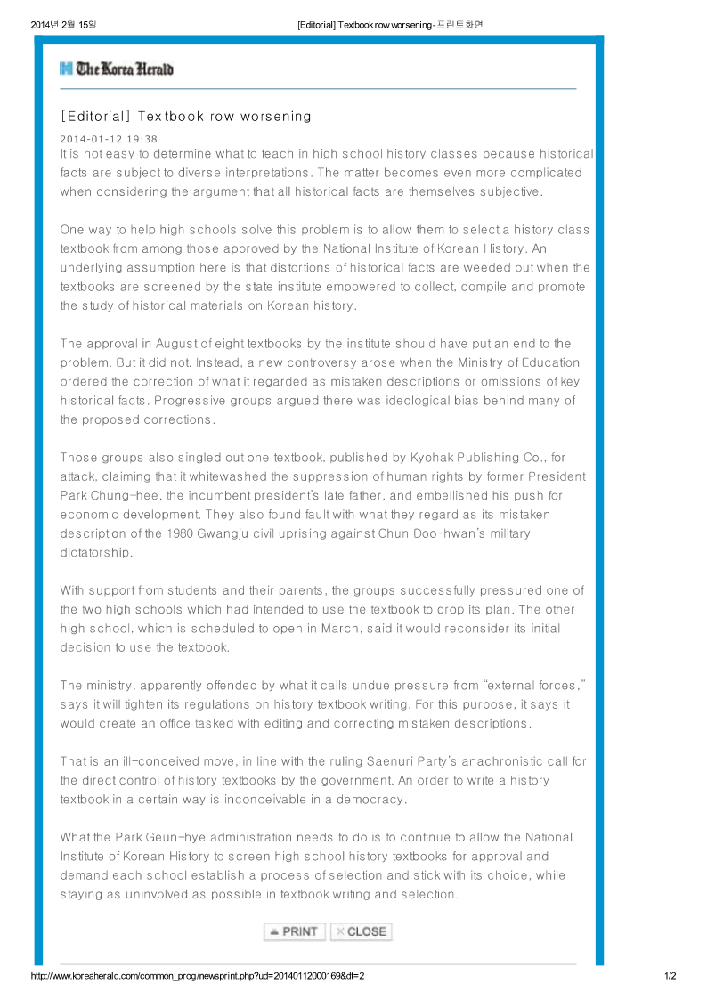 2014년 2월 15일
[Editorial] Textbook row worsening - 프린트화면
The Korea Herald
[Editorial] Textbook row worsening
2014-01-12 19:38
It is not easy to determine what to teach in high school history classes because historical
facts are subject to diverse interpretations. The matter becomes even more complicated
when considering the argument that all historical facts are themselves subjective.
One way to help high schools solve this problem is to allow them to select a history class
textbook from among those approved by the National Institute of Korean History. An
underlying assumption here is that distortions of historical facts are weeded out when the
textbooks are screened by the state institute empowered to collect, compile and promote
the study of historical materials on Korean history.
The approval in August of eight textbooks by the institute should have put an end to the
problem. But it did not. Instead, a new controversy arose when the Ministry of Education
ordered the correction of what it regarded as mistaken descriptions or omissions of key
historical facts. Progressive groups argued there was ideological bias behind many of
the proposed corrections.
Those groups also singled out one textbook, published by Kyohak Publishing Co., for
attack, claiming that it whitewashed the suppression of human rights by former President
Park Chung-hee, the incumbent president's late father, and embellished his push for
economic development. They also found fault with what they regard as its mistaken
description of the 1980 Gwangju civil uprising against Chun Doo-hwan's military
dictatorship.
With support from students and their parents, the groups successfully pressured one of
the two high schools which had intended to use the textbook to drop its plan. The other
high school, which is scheduled to open in March, said it would reconsider its initial
decision to use the textbook.
The ministry, apparently offended by what it calls undue pressure from “external forces,”
says it will tighten its regulations on history textbook writing. For this purpose, it says it
would create an office tasked with editing and correcting mistaken descriptions.
That is an ill-conceived move, in line with the ruling Saenuri Party's anachronistic call for
the direct control of history textbooks by the government. An order to write a history
textbook in a certain way is inconceivable in a democracy.
What the Park Geun-hye administration needs to do is to continue to allow the National
Institute of Korean History to screen high school history textbooks for approval and
demand each school establish a process of selection and stick with its choice, while
staying as uninvolved as possible in textbook writing and selection.
PRINT
CLOSE
http://www.koreaherald.com/common_prog/newsprint.php?ud=20140112000169&dt=2
1/2